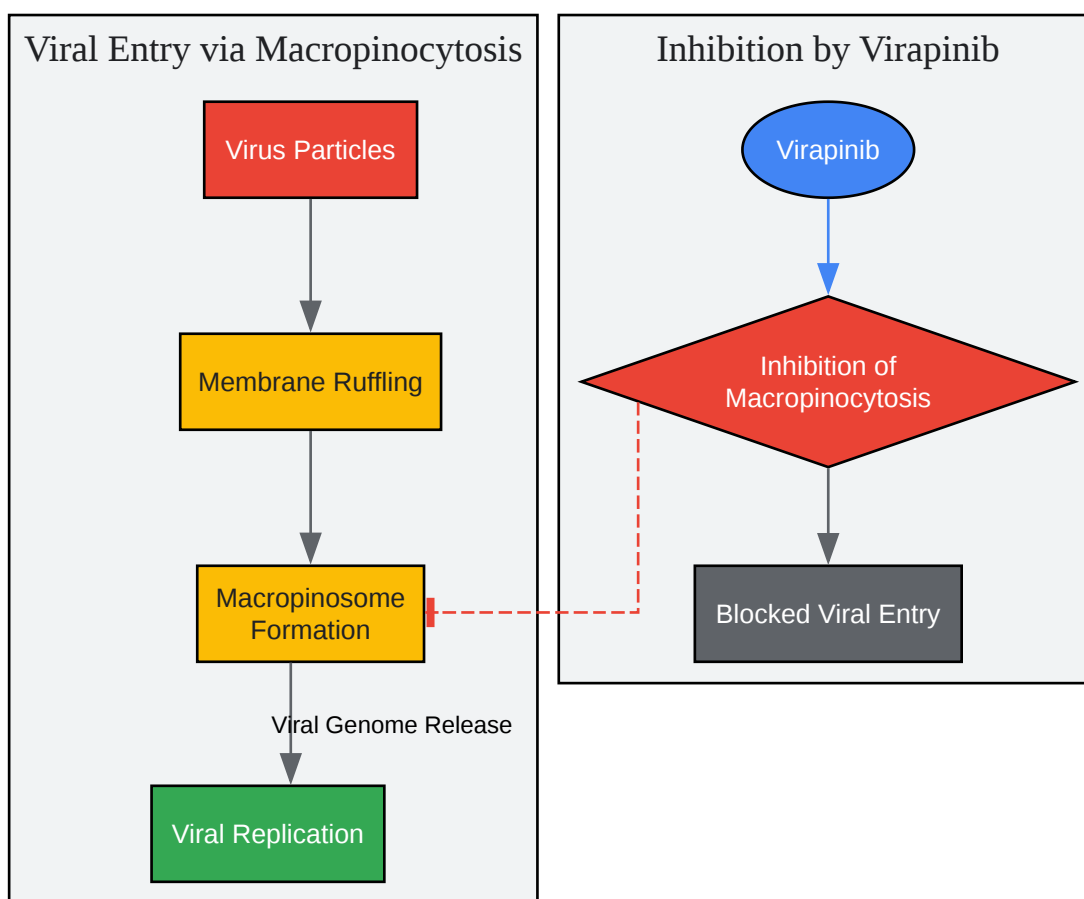 Viral Entry via Macropinocytosis
Virus Particles
Membrane Ruffling
Macropinosome
Formation
Viral Genome Release
Viral Replication
Inhibition by Virapinib
Virapinib
Inhibition of
Macropinocytosis
Blocked Viral Entry